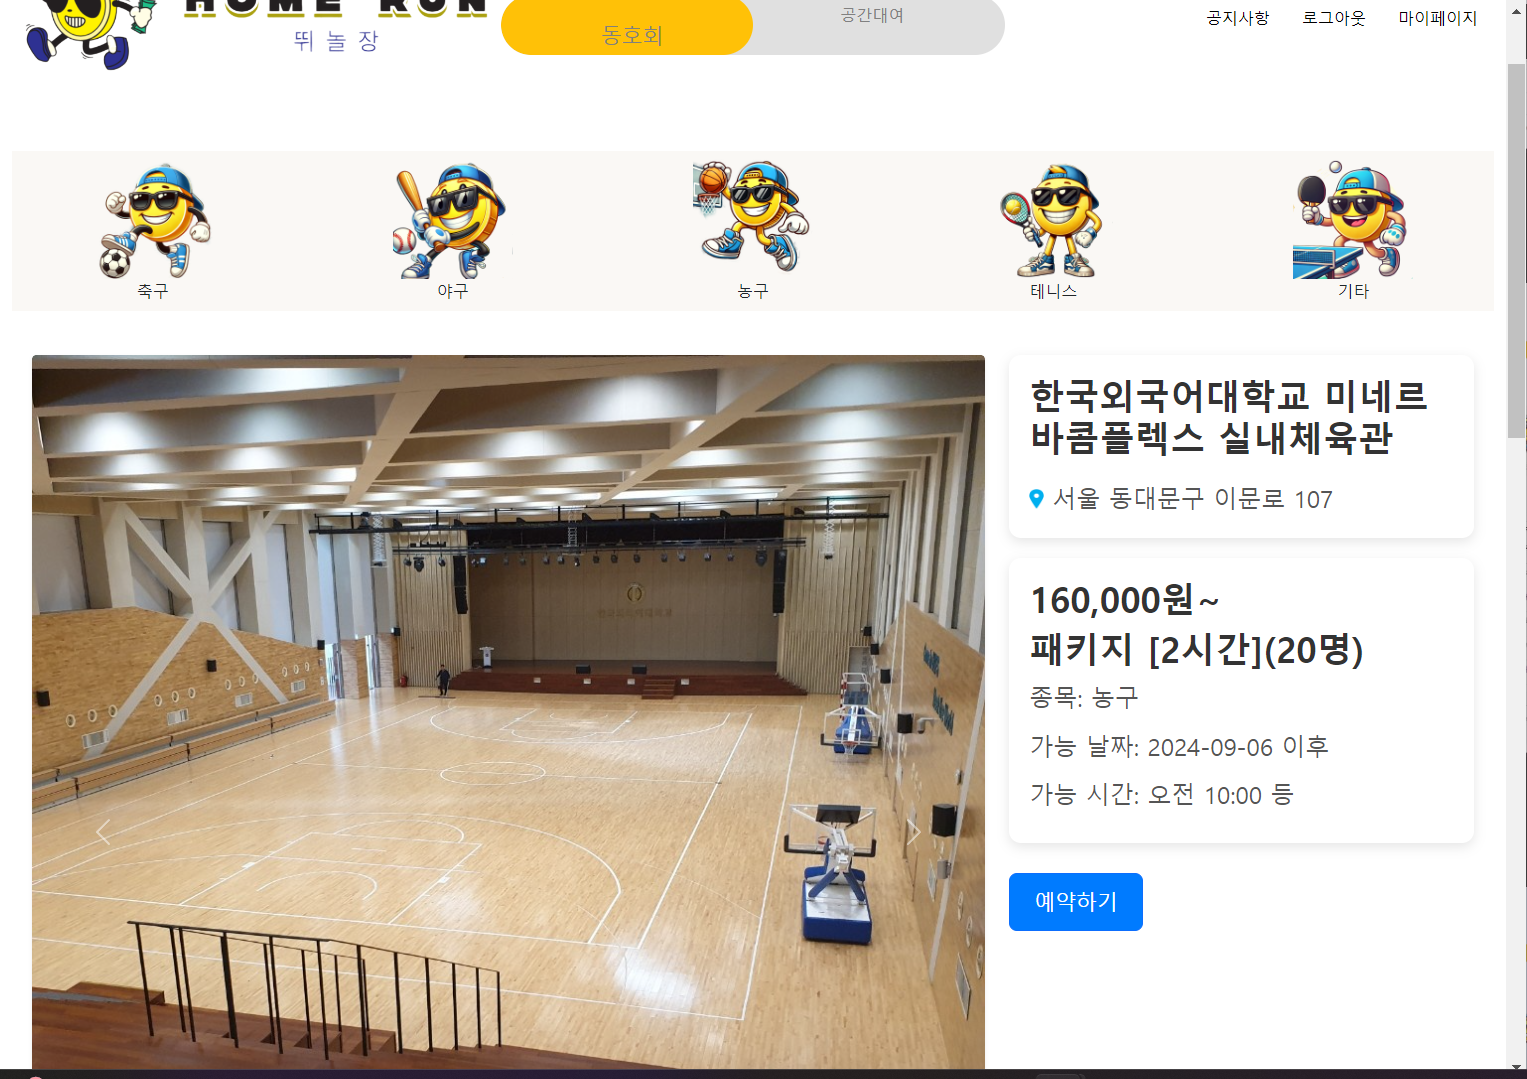 HOME RUN
뛰 놀 장
동호회
공간대여
공지사항
로그아웃
마이페이지
축구
야구
농구
테니스
기타
한국외국어대학교 미네르
바콤플렉스 실내체육관
서울 동대문구 이문로 107
160,000원~
패키지 [2시간](20명)
종목: 농구
가능 날짜: 2024-09-06 이후
가능 시간: 오전 10:00 등
예약하기